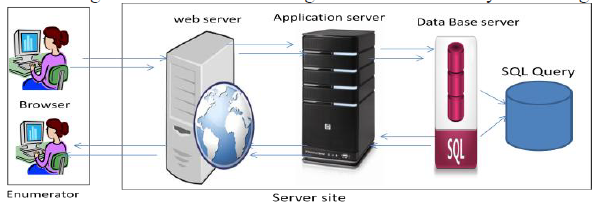 web server
Application server
Data Base server
SQL Query
Browser
SQL
Enumerator
Server site